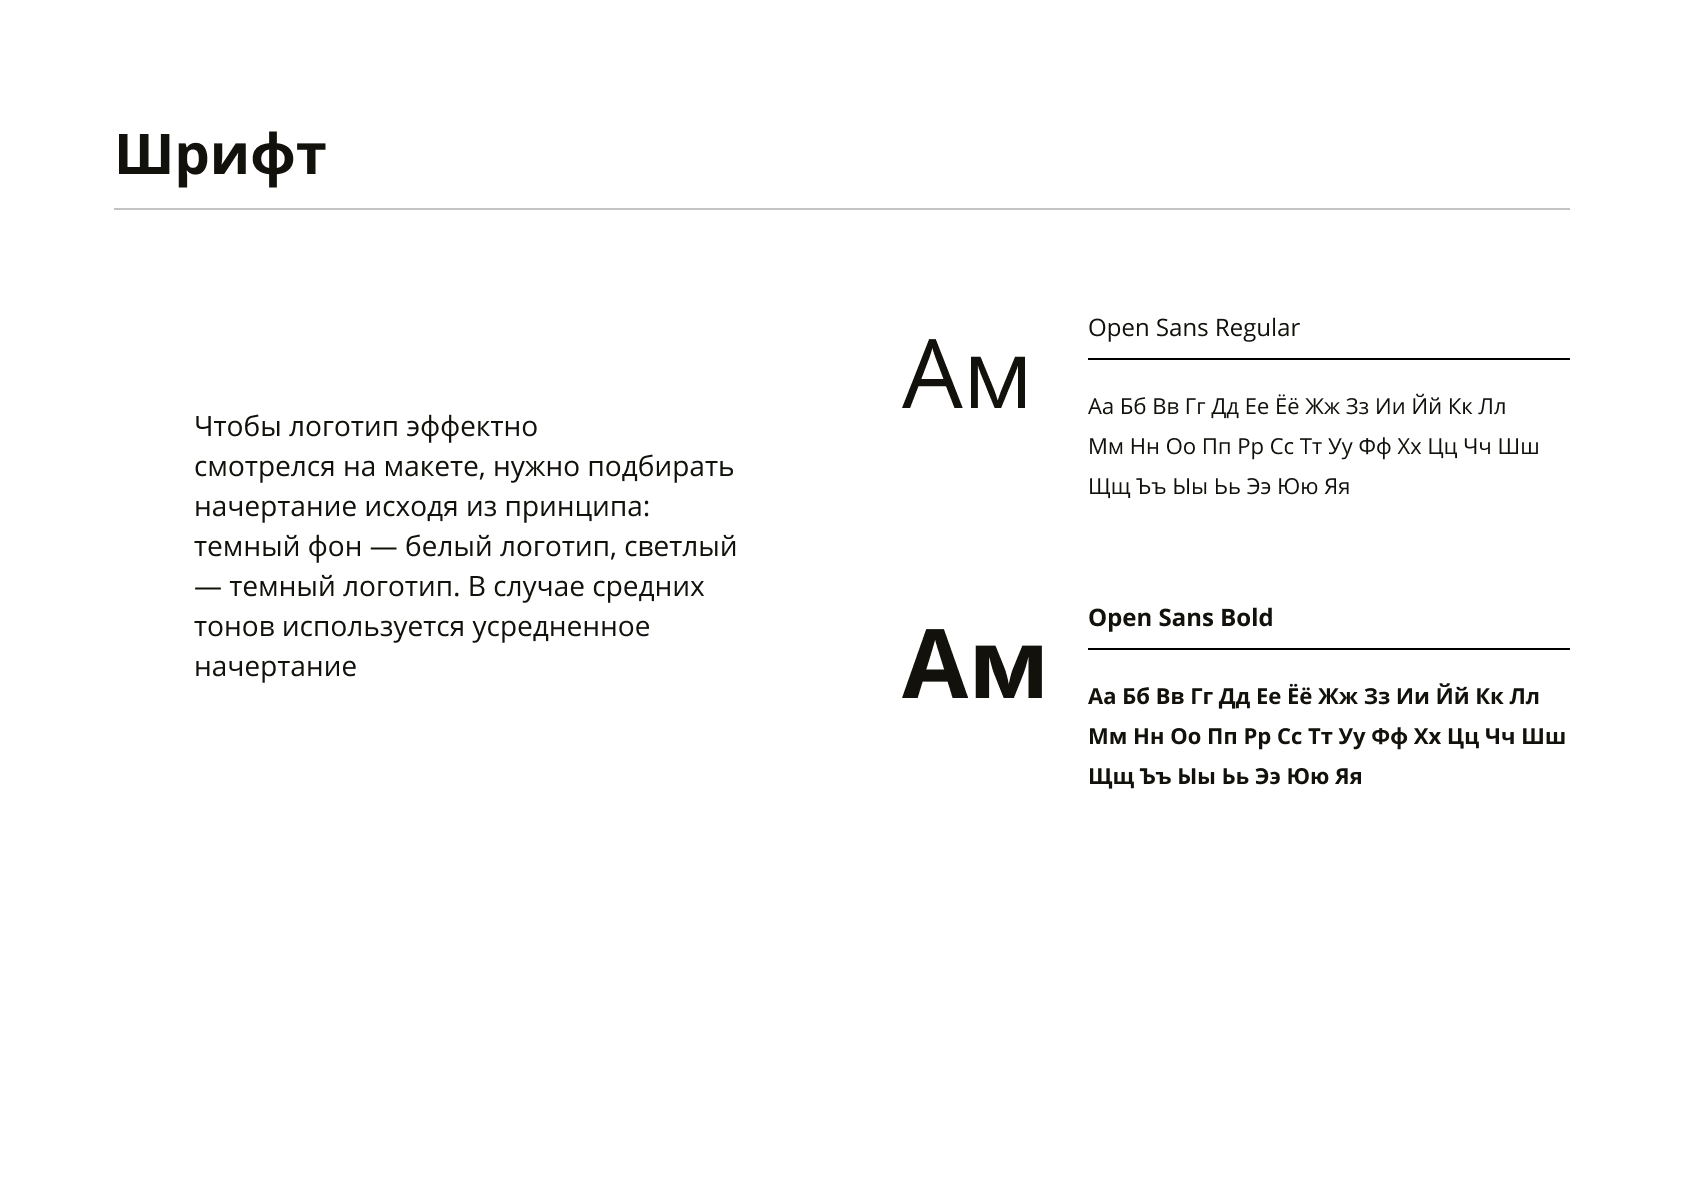 Шрифт
Чтобы логотип эффектно
смотрелся на макете, нужно подбирать
начертание исходя из принципа:
темный фон — белый логотип, светлый
— темный логотип. В случае средних
тонов используется усредненное
начертание
Ам
Open Sans Regular
Аа Бб Вв Гг Дд Ее Ёё Жж Зз Ии Йй Кк Лл
Мм Нн Оо Пп Рр Сс Тт Уу Фф Хх Цц Чч Шш
Щщ Ъъ Ыы Ьь Ээ Юю Яя
Ам
Open Sans Bold
Аа Бб Вв Гг Дд Ее Ёё Жж Зз Ии Йй Кк Лл
Мм Нн Оо Пп Рр Сс Тт Уу Фф Хх Цц Чч Шш
Щщ Ъъ Ыы Ьь Ээ Юю Яя